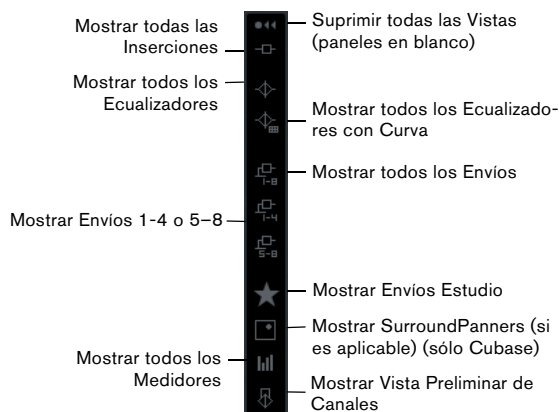 Mostrar todas las
Inserciones
Suprimir todas las Vistas
(paneles en blanco)
Mostrar todos los
Ecualizadores
Mostrar todos los Ecualizado-
res con Curva
1-8
Mostrar todos los Envíos
Mostrar Envíos 1-4 o 5–8
1-4
5-8
Mostrar Envíos Estudio
Mostrar SurroundPanners (si
es aplicable) (sólo Cubase)
Mostrar todos los
Medidores
Mostrar Vista Preliminar de
Canales